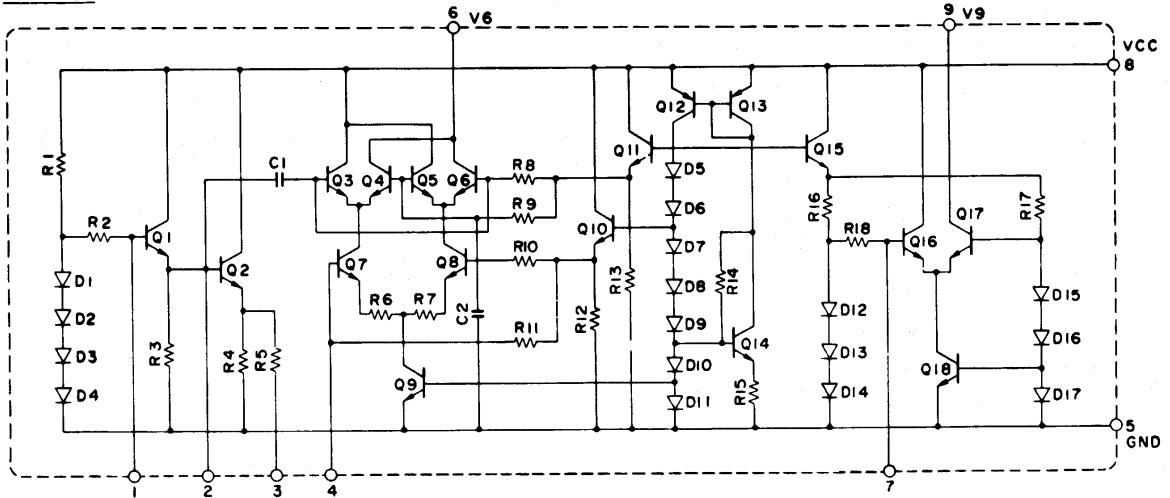 6 V6
9 V9
VCC
8
R1
R2
Q1
Q2
D1
D2
D3
D4
R3
R4
R5
C1
Q3
Q4
Q5
Q6
R8
R9
Q7
Q8
R10
R6
R7
C2
R11
R12
Q9
Q10
Q11
R13
Q12
Q13
D5
D6
D7
D8
D9
D10
D11
R14
Q14
R15
Q15
R16
R18
Q16
Q17
R17
D12
D13
D14
D15
D16
Q18
D17
5
GND
1
2
3
4
7